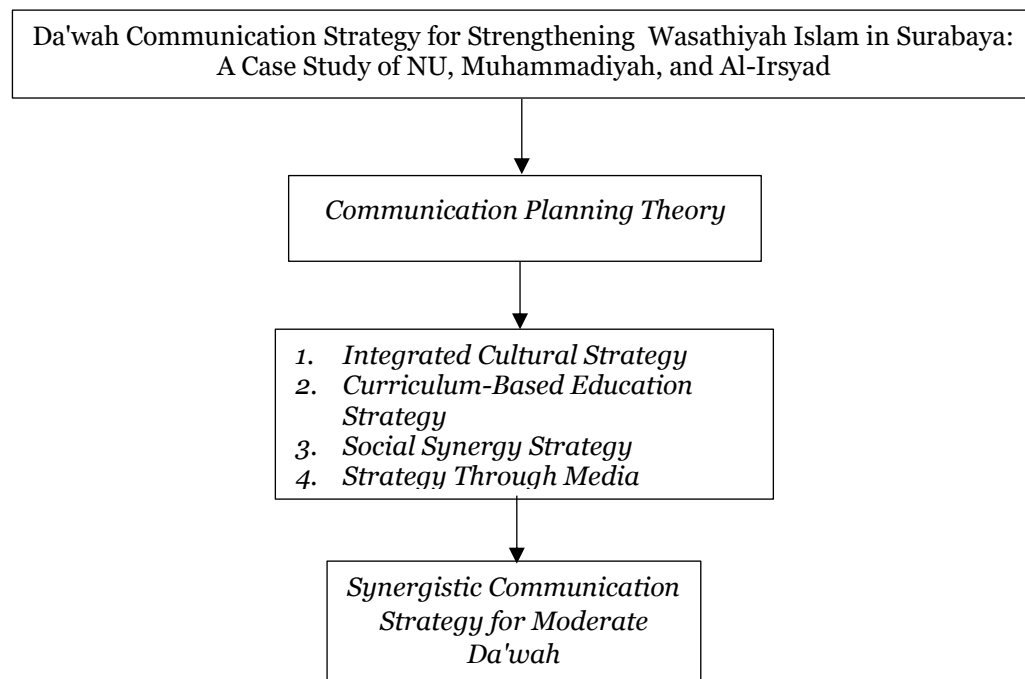 Da'wah Communication Strategy for Strengthening Wasathiyah Islam in Surabaya:
A Case Study of NU, Muhammadiyah, and Al-Irsyad
Communication Planning Theory
1. Integrated Cultural Strategy
2. Curriculum-Based Education
Strategy
3. Social Synergy Strategy
4. Strategy Through Media
Synergistic Communication
Strategy for Moderate
Da'wah